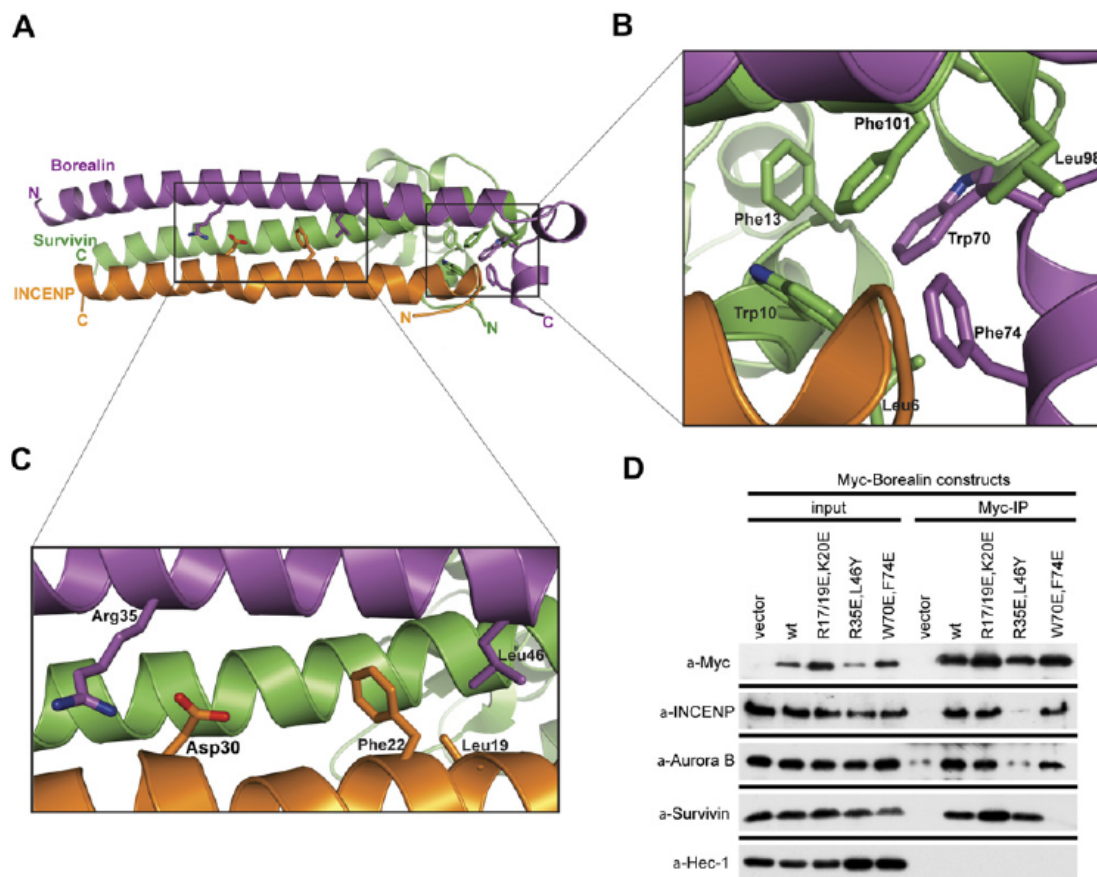 A
Borealin
N
Survivin
C
INCENP
C
N
N
C
B
Phe101
Leu98
Phe13
Trp70
Trp10
Phe74
Leu6
C
Arg35
Leu46
Asp30
Phe22
Leu19
D
Myc-Borealin constructs
input Myc-IP
vector wt R17/19E,K20E R35E,L46Y W70E,F74E vector wt R17/19E,K20E R35E,L46Y W70E,F74E
a-Myc
a-INCENP
a-Aurora B
a-Survivin
a-Hec-1